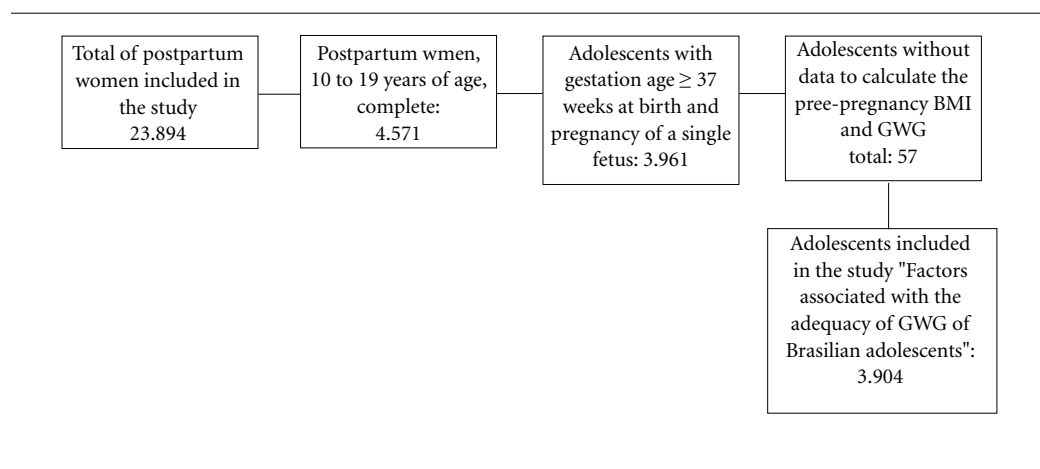 Total of postpartum
women included in
the study
23.894
Postpartum wmen,
10 to 19 years of age,
complete:
4.571
Adolescents with
gestation age ≥ 37
weeks at birth and
pregnancy of a single
fetus: 3.961
Adolescents without
data to calculate the
pree-pregnancy BMI
and GWG
total: 57
Adolescents included
in the study "Factors
associated with the
adequacy of GWG of
Brasilian adolescents":
3.904